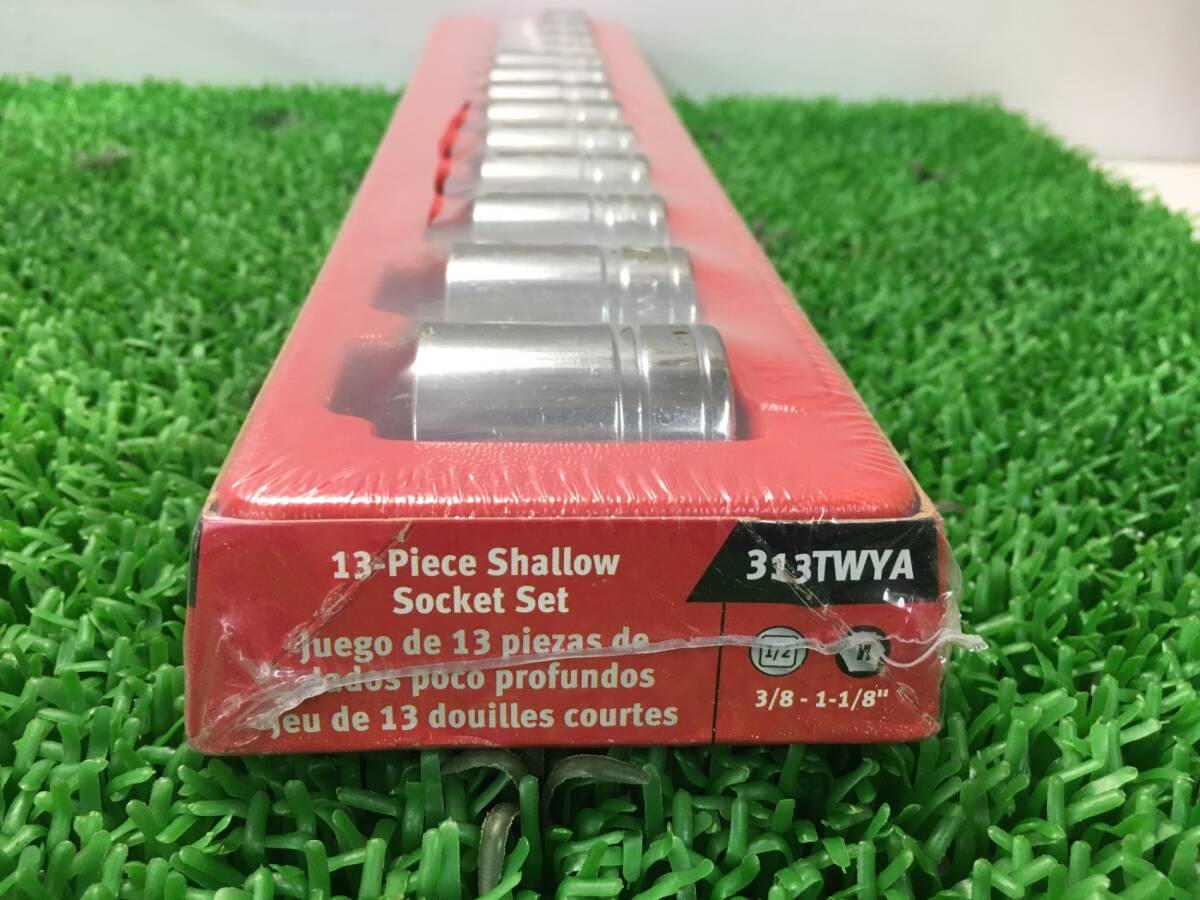 13-Piece Shallow
Socket Set
Juego de 13 piezas de
dados poco profundos
Jeu de 13 douilles courtes
313TWYA
1/2
3/8 - 1-1/8"